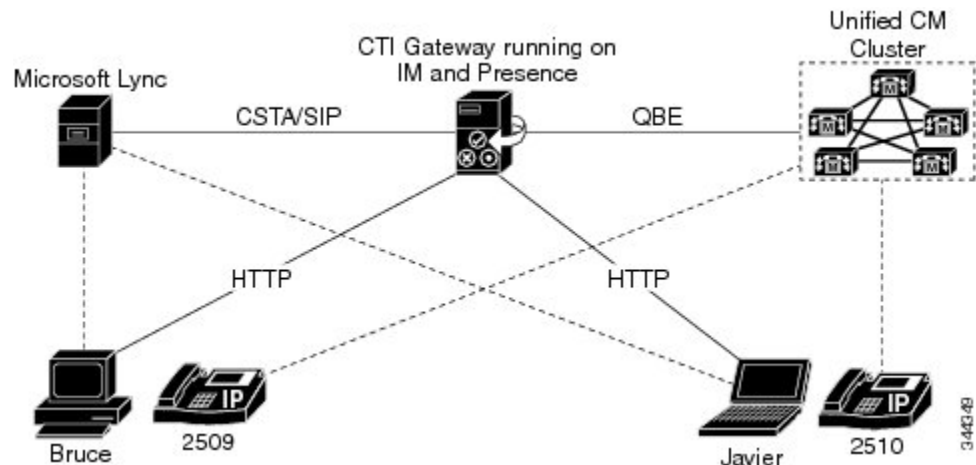 Unified CM
Cluster
CTI Gateway running on
IM and Presence
Microsoft Lync
CSTA/SIP
QBE
M
M
M
M
M
HTTP
HTTP
IP
IP
Bruce
2509
Javier
2510
344349